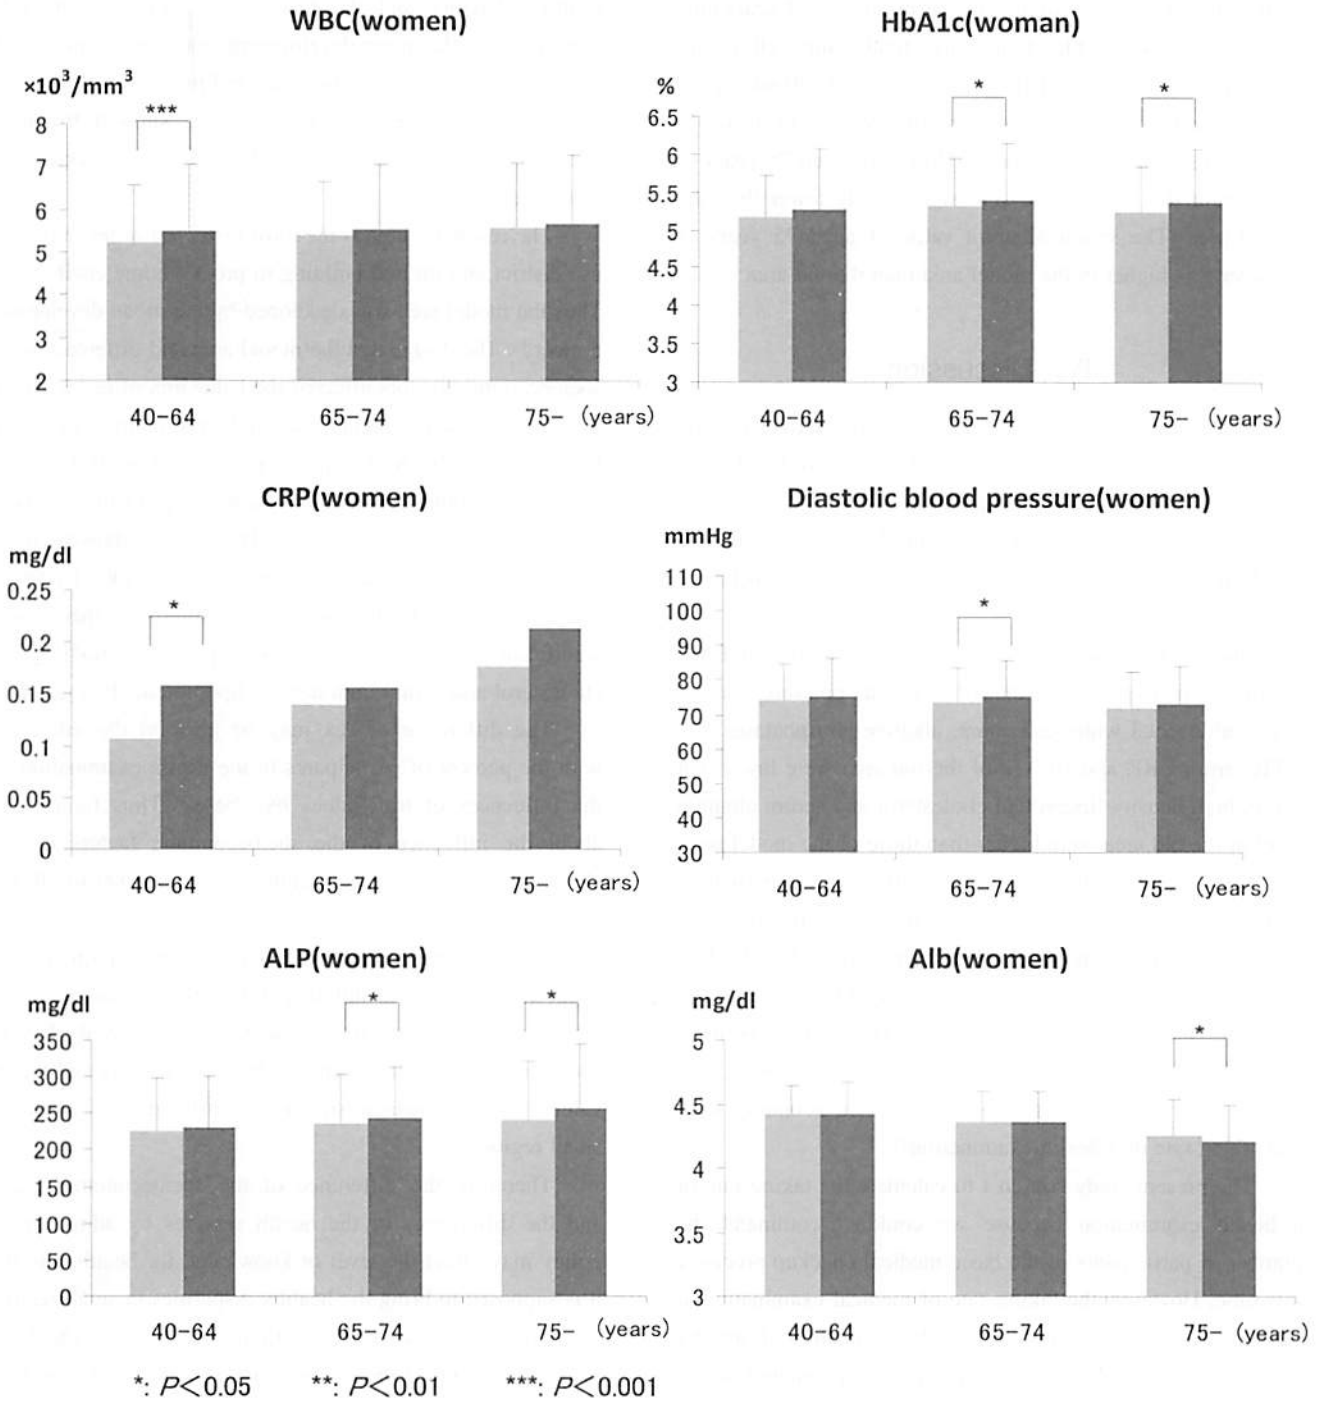 WBC(women)
×10³/mm³
***
8
7
6
5
4
3
2
40-64 65-74 75- (years)
HbA1c(woman)
%
* *
6.5
6
5.5
5
4.5
4
3.5
3
40-64 65-74 75- (years)
CRP(women)
mg/dl
*
0.25
0.2
0.15
0.1
0.05
0
40-64 65-74 75- (years)
Diastolic blood pressure(women)
mmHg
*
110
100
90
80
70
60
50
40
30
40-64 65-74 75- (years)
ALP(women)
mg/dl
* *
350
300
250
200
150
100
50
0
40-64 65-74 75- (years)
Alb(women)
mg/dl
*
5
4.5
4
3.5
3
40-64 65-74 75- (years)
*: P<0.05 **: P<0.01 ***: P<0.001